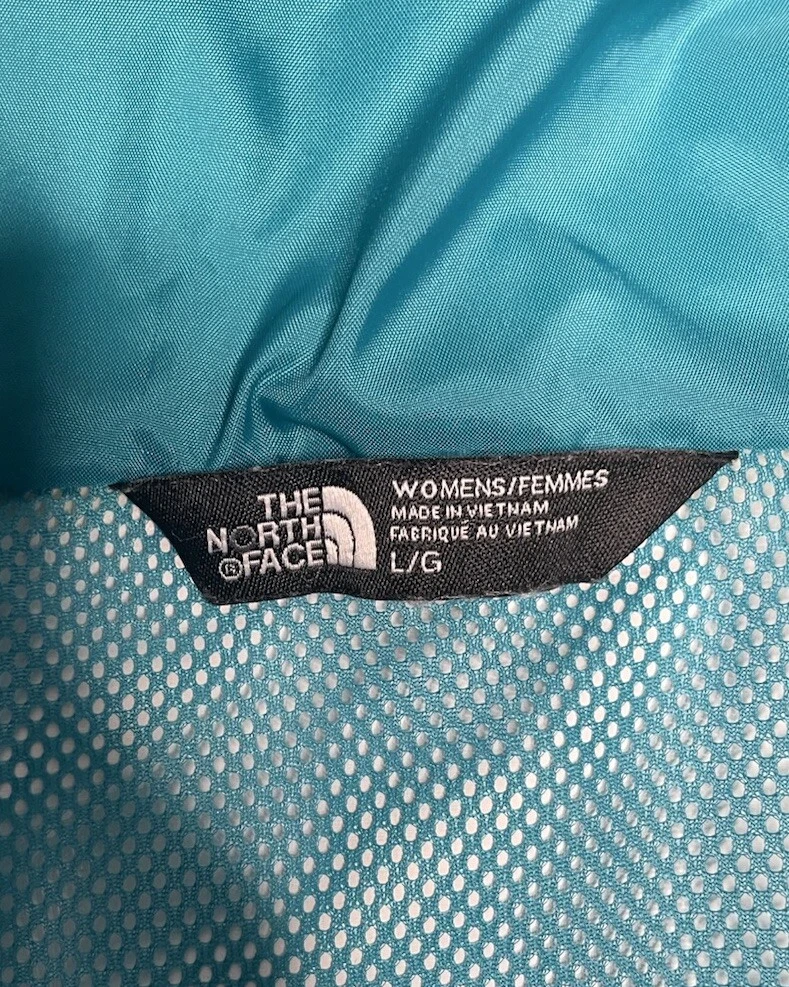 THE
NORTH
®FACE
WOMENS/FEMMES
MADE IN VIETNAM
FABRIQUÉ AU VIETNAM
L/G